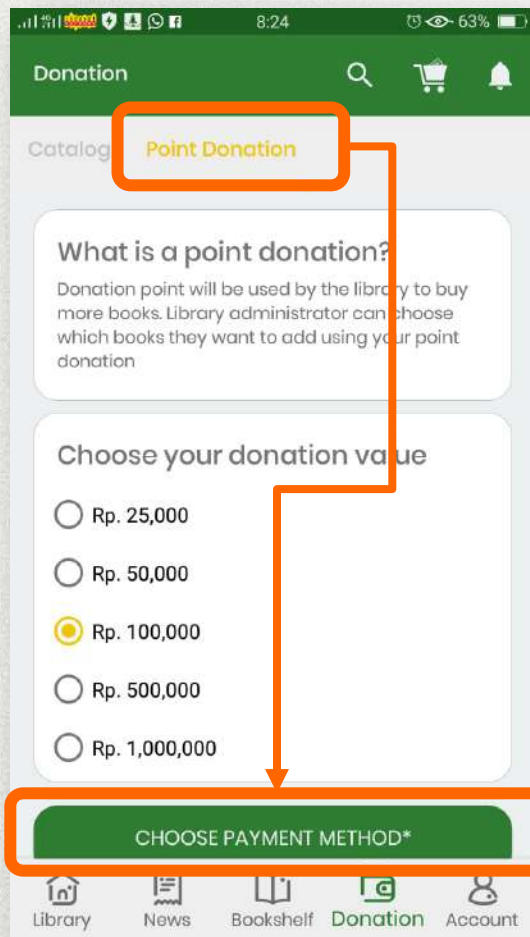 8:24
63%
Donation
Catalog Point Donation
What is a point donation?
Donation point will be used by the library to buy
more books. Library administrator can choose
which books they want to add using your point
donation
Choose your donation value
Rp. 25,000
Rp. 50,000
Rp. 100,000
Rp. 500,000
Rp. 1,000,000
CHOOSE PAYMENT METHOD*
Library News Bookshelf Donation Account